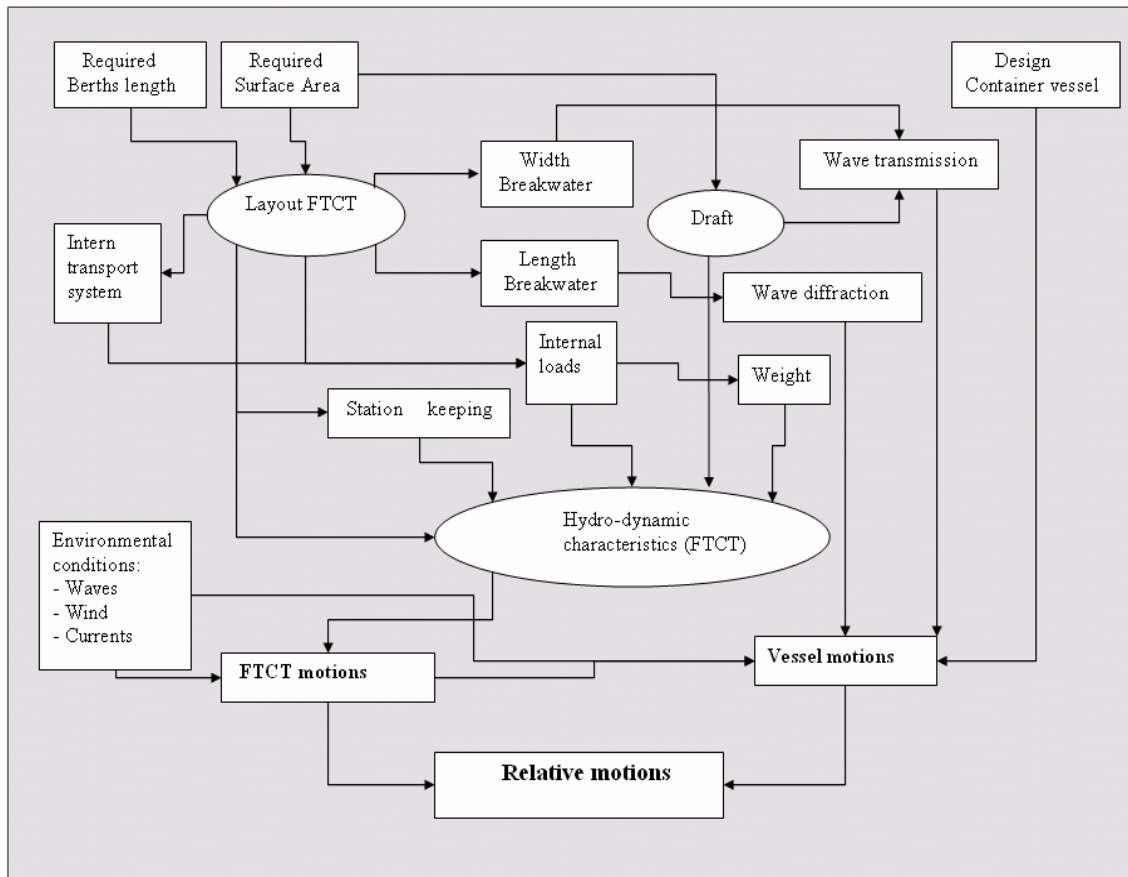 Required
Berths length
Required
Surface Area
Design
Container vessel
Width
Breakwater
Wave transmission
Layout FTCT
Draft
Intern
transport
system
Length
Breakwater
Wave diffraction
Internal
loads
Weight
Station keeping
Hydro-dynamic
characteristics (FTCT)
Environmental
conditions:
- Waves
- Wind
- Currents
FTCT motions
Vessel motions
Relative motions